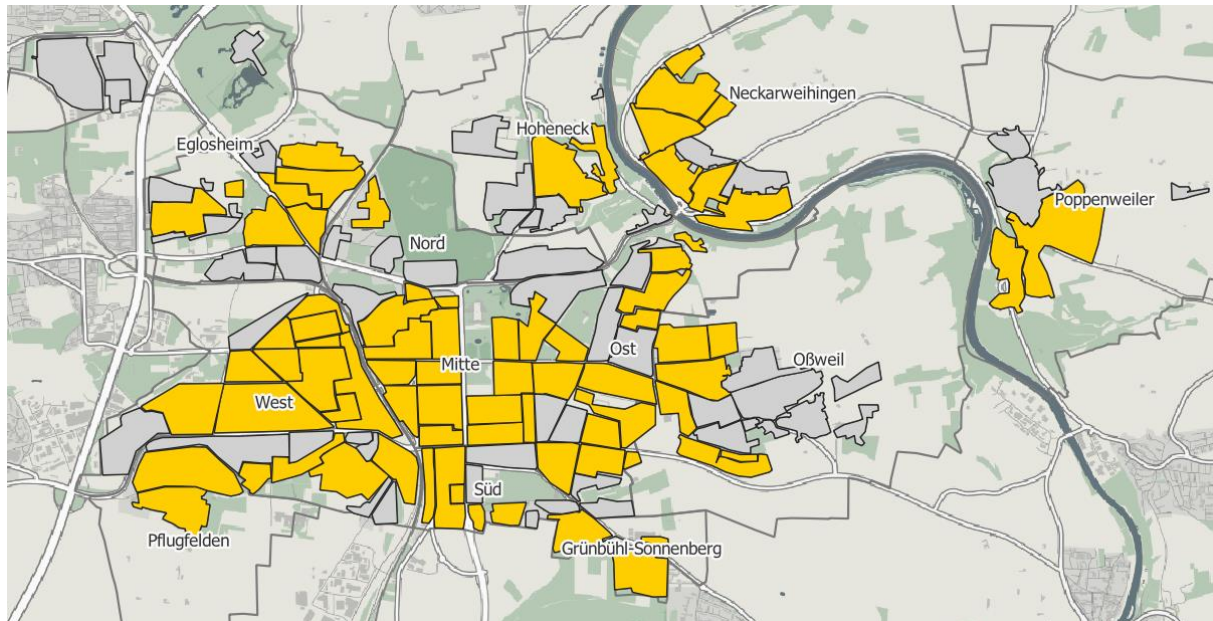 Neckarweihingen
Hoheneck
Eglosheim
Poppenweiler
Nord
Ost
Oßweil
Mitte
West
Süd
Pflugfelden
Grünbühl-Sonnenberg